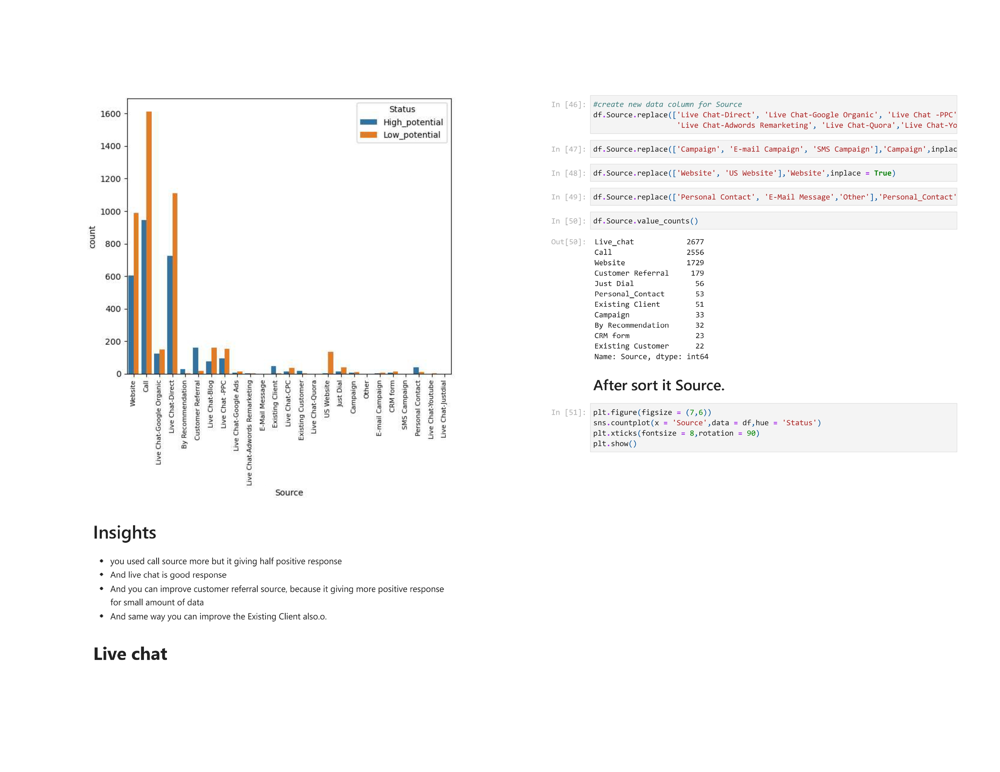 1600
1400
1200
1000
800
600
400
200
0
count
Status
High_potential
Low_potential
Website
Call
Live Chat-Google Organic
Live Chat-Direct
By Recommendation
Customer Referral
Live Chat-Blog
Live Chat -PPC
Live Chat-Google Ads
Live Chat-Adwords Remarketing
E-Mail Message
Existing Client
Live Chat-CPC
Existing Customer
Live Chat-Quora
US Website
Just Dial
Campaign
Other
E-mail Campaign
CRM form
SMS Campaign
Personal Contact
Live Chat-Youtube
Live Chat-Justdial
Source
Insights
• you used call source more but it giving half positive response
• And live chat is good response
• And you can improve customer referral source, because it giving more positive response
for small amount of data
• And same way you can improve the Existing Client also.o.
Live chat
In [46]: #create new data column for Source
df.Source.replace(['Live Chat-Direct', 'Live Chat-Google Organic', 'Live Chat -PPC'
'Live Chat-Adwords Remarketing', 'Live Chat-Quora','Live Chat-Yo
In [47]: df.Source.replace(['Campaign', 'E-mail Campaign', 'SMS Campaign'],'Campaign',inplac
In [48]: df.Source.replace(['Website', 'US Website'],'Website',inplace = True)
In [49]: df.Source.replace(['Personal Contact', 'E-Mail Message','Other'],'Personal_Contact'
In [50]: df.Source.value_counts()
Out[50]: Live_chat 2677
Call 2556
Website 1729
Customer Referral 179
Just Dial 56
Personal_Contact 53
Existing Client 51
Campaign 33
By Recommendation 32
CRM form 23
Existing Customer 22
Name: Source, dtype: int64
After sort it Source.
In [51]: plt.figure(figsize = (7,6))
sns.countplot(x = 'Source',data = df,hue = 'Status')
plt.xticks(fontsize = 8,rotation = 90)
plt.show()